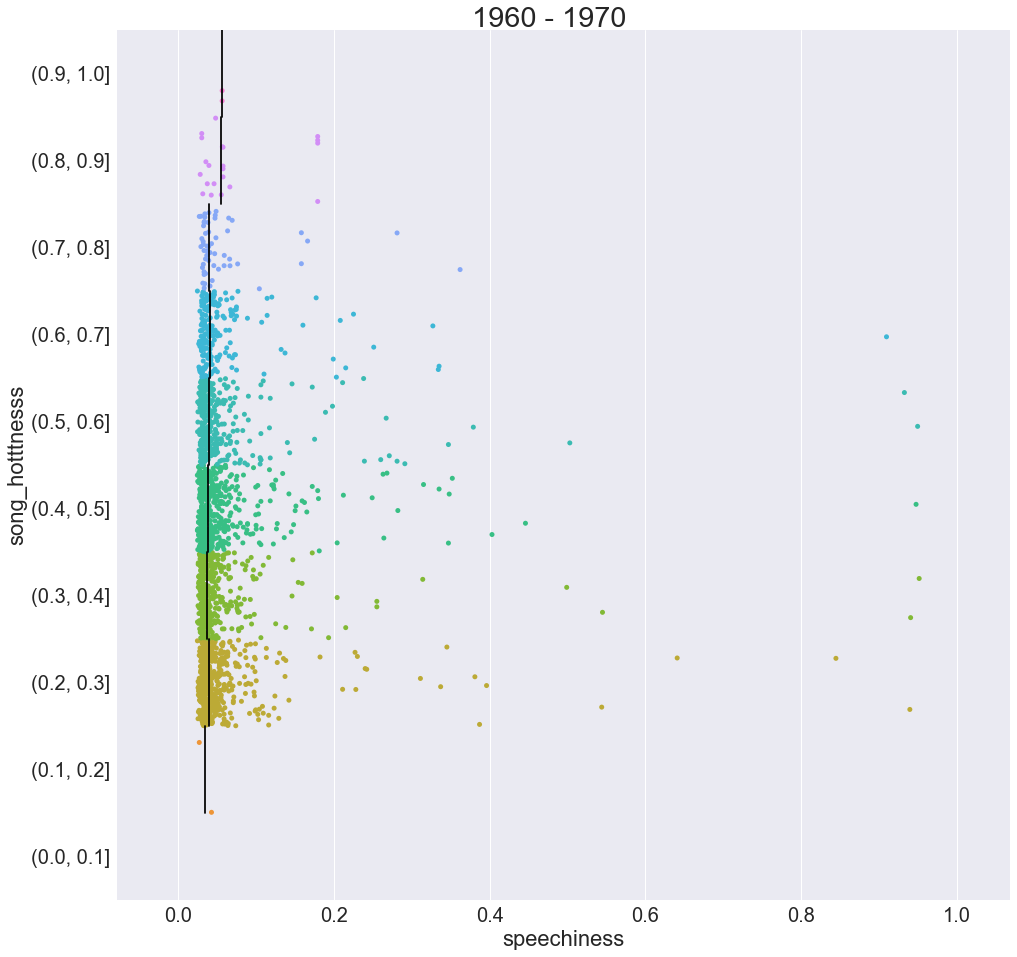 1960 - 1970
(0.9, 1.0]
(0.8, 0.9]
(0.7, 0.8]
(0.6, 0.7]
(0.5, 0.6]
(0.4, 0.5]
(0.3, 0.4]
(0.2, 0.3]
(0.1, 0.2]
(0.0, 0.1]
song_hotttnesss
0.0 0.2 0.4 0.6 0.8 1.0
speechiness